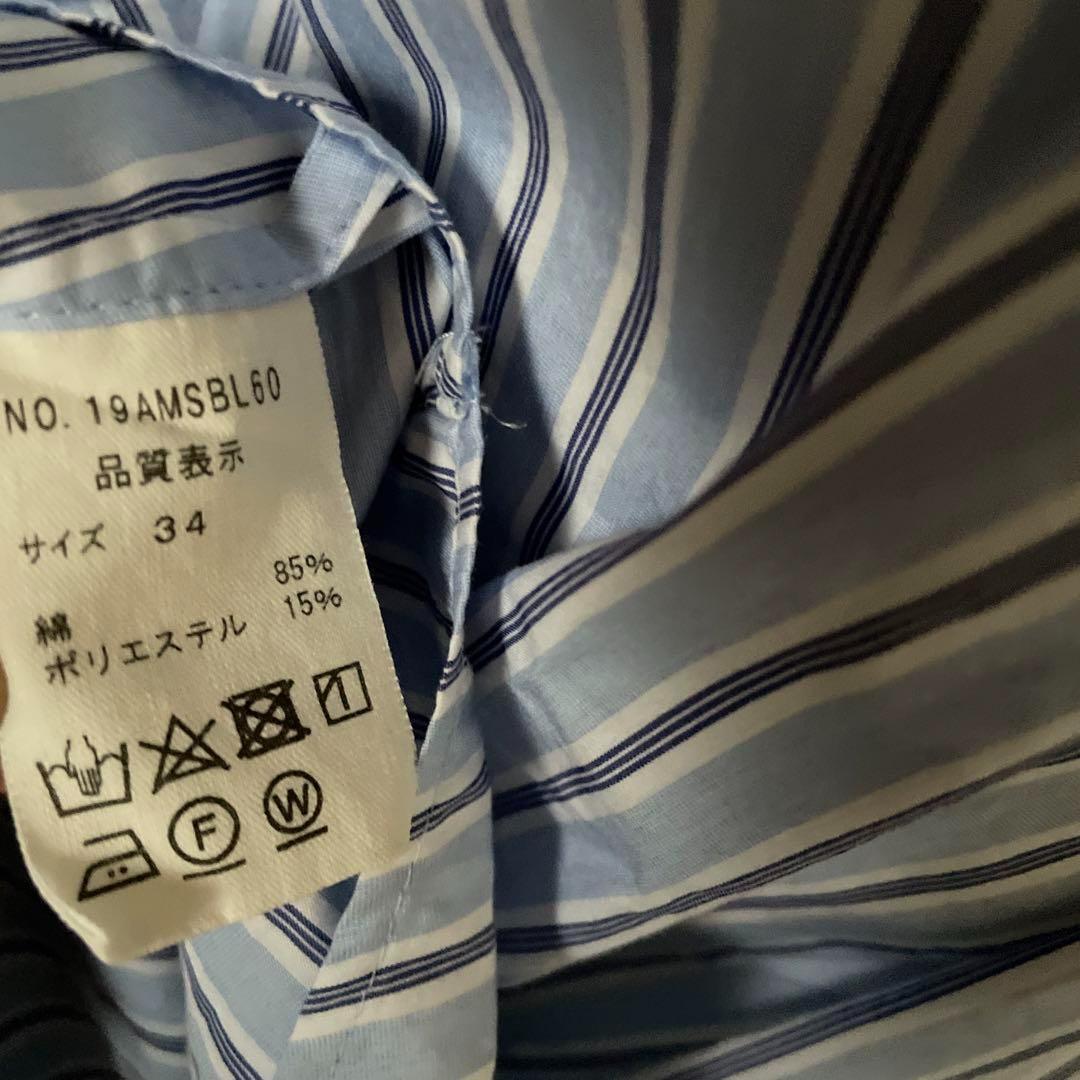 NO. 19AMSBL60
品質表示
サイズ 34
綿 85%
ポリエステル 15%
F W